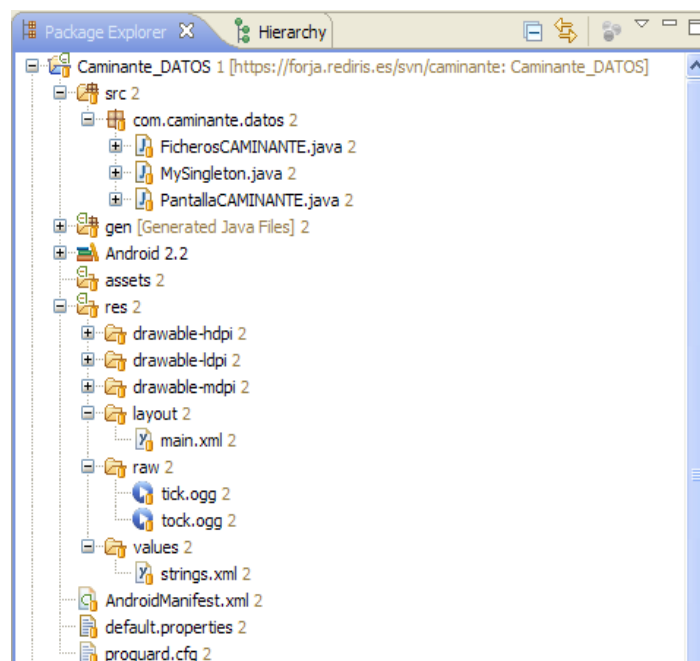 Package Explorer Hierarchy
Caminante_DATOS 1 [https://forja.rediris.es/svn/caminante: Caminante_DATOS]
src 2
com.caminante.datos 2
FicherosCAMINANTE.java 2
MySingleton.java 2
PantallaCAMINANTE.java 2
gen [Generated Java Files] 2
Android 2.2
assets 2
res 2
drawable-hdpi 2
drawable-ldpi 2
drawable-mdpi 2
layout 2
main.xml 2
raw 2
tick.ogg 2
tock.ogg 2
values 2
strings.xml 2
AndroidManifest.xml 2
default.properties 2
proguard.cfg 2